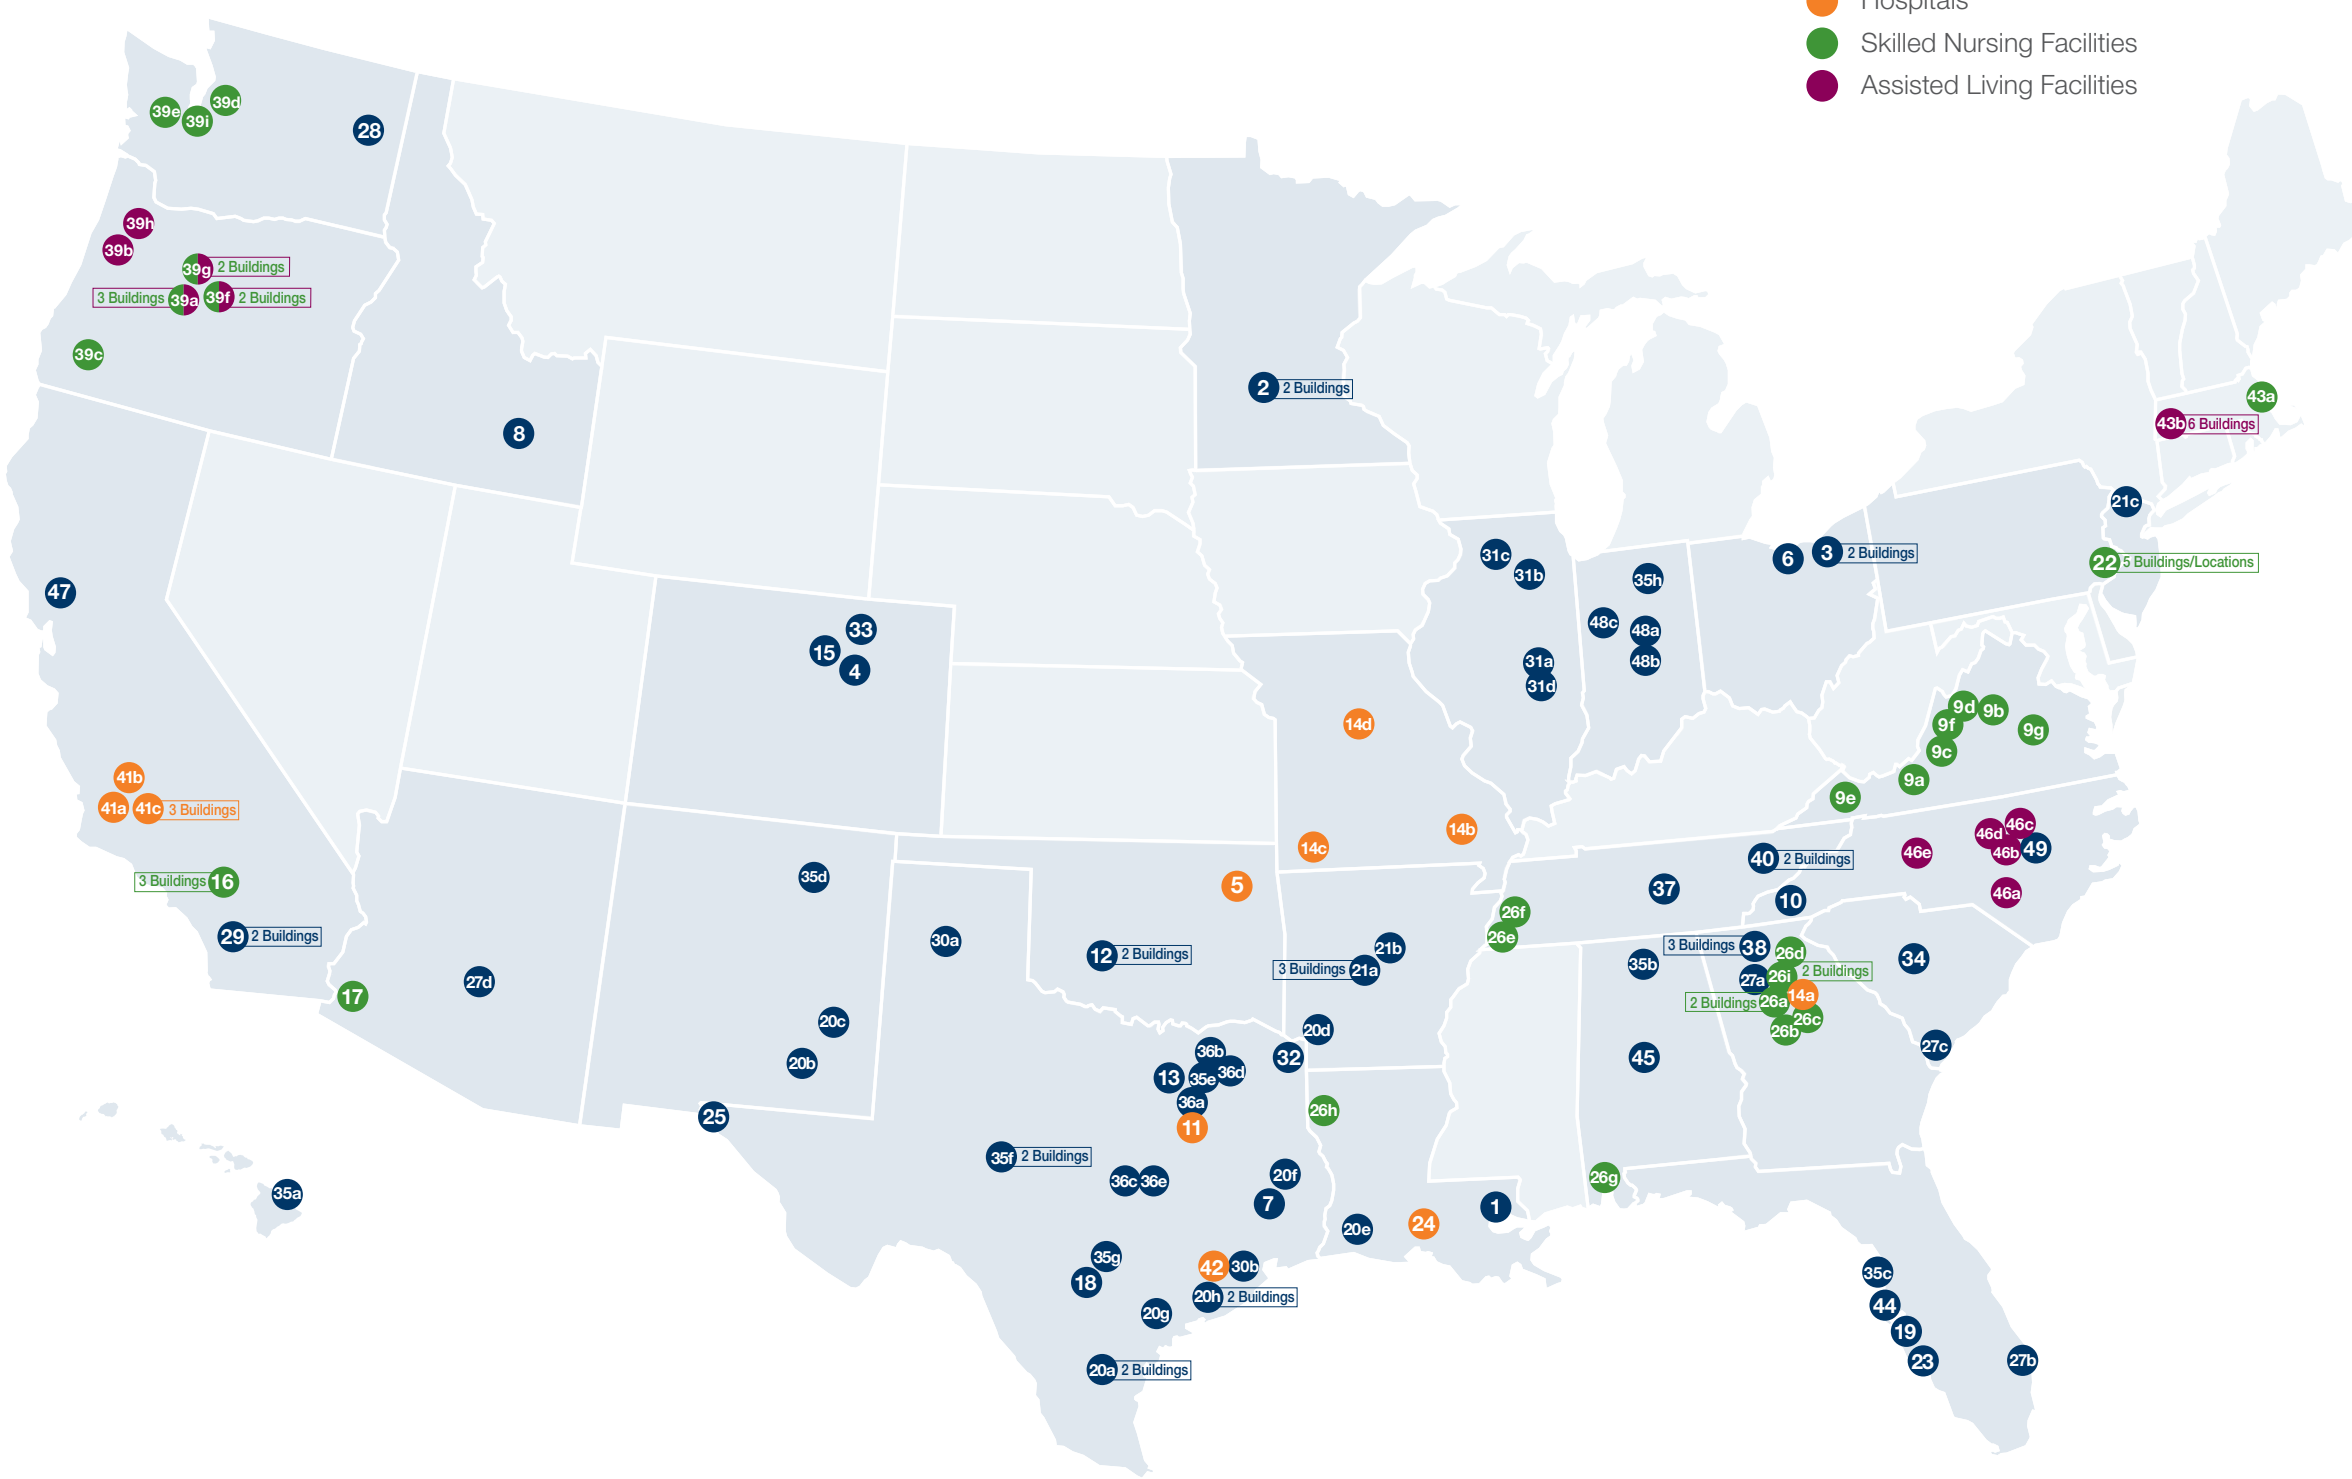 Hospitals
Skilled Nursing Facilities
Assisted Living Facilities
39d
39e
39i
28
39h
39b
39g 2 Buildings
3 Buildings 39a
39f 2 Buildings
39c
2 2 Buildings
43a
43b 6 Buildings
8
21c
31c
6
3 2 Buildings
22 5 Buildings/Locations
31b
35h
47
48c
33
48a
15
4
31a
48b
31d
9d
9b
14d
9f
9g
9c
41b
9a
9e
41a
41c 3 Buildings
46c
14b
46d
14c
49
46e
46b
40 2 Buildings
35d
3 Buildings 16
5
37
46a
10
26f
29 2 Buildings
30a
26e
3 Buildings 38
21b
26d
12 2 Buildings
34
35b
3 Buildings 21a
26i 2 Buildings
27d
27a
17
14a
2 Buildings 26a
26c
20c
20d
26b
27c
36b
32
45
20b
36d
13
35e
36a
26h
25
11
35f 2 Buildings
20f
26g
36c
36e
35a
7
1
24
20e
35g
42
30b
35c
18
20h 2 Buildings
44
20g
19
23
27b
20a 2 Buildings